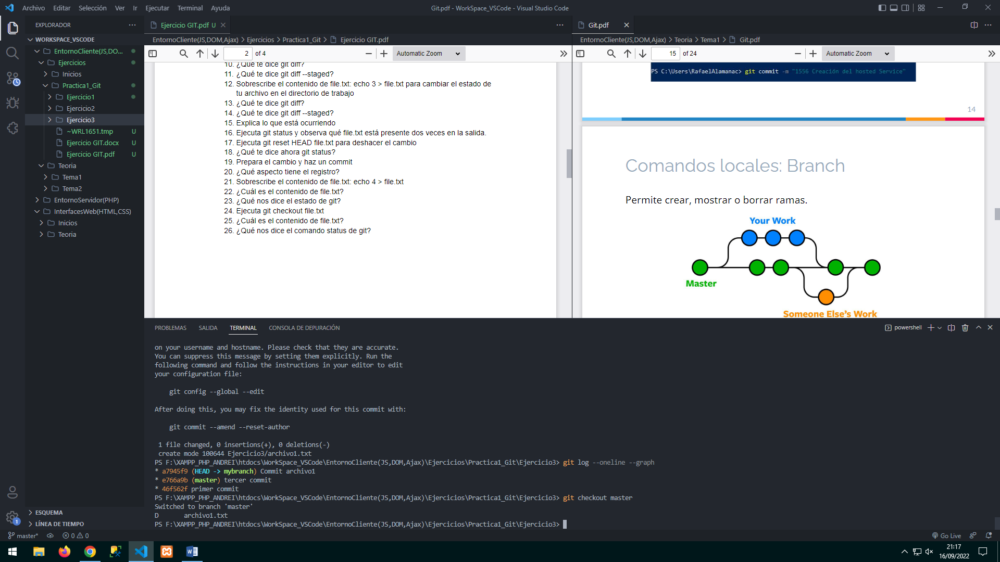 Archivo Editar Selección Ver Ir Ejecutar Terminal Ayuda
Git.pdf - WorkSpace_VSCode - Visual Studio Code
EXPLORADOR
WORKSPACE_VSCODE
EntornoCliente(JS,DO...
Ejercicios
Inicios
Practica1_Git
Ejercicio1
Ejercicio2
Ejercicio3
~WRL1651.tmp U
Ejercicio GIT.docx U
Ejercicio GIT.pdf U
Teoria
Tema1
Tema2
EntornoServidor(PHP)
InterfacesWeb(HTML,CSS)
Inicios
Teoria
ESQUEMA
LÍNEA DE TIEMPO
Ejercicio GIT.pdf U
EntornoCliente(JS,DOM,Ajax) > Ejercicios > Practica1_Git > Ejercicio GIT.pdf
2 of 4 Automatic Zoom
10. ¿Qué te dice git diff?
11. ¿Qué te dice git diff --staged?
12. Sobrescribe el contenido de file.txt: echo 3 > file.txt para cambiar el estado de
tu archivo en el directorio de trabajo
13. ¿Qué te dice git diff?
14. ¿Qué te dice git diff --staged?
15. Explica lo que está ocurriendo
16. Ejecuta git status y observa qué file.txt está presente dos veces en la salida.
17. Ejecuta git reset HEAD file.txt para deshacer el cambio
18. ¿Qué te dice ahora git status?
19. Prepara el cambio y haz un commit
20. ¿Qué aspecto tiene el registro?
21. Sobrescribe el contenido de file.txt: echo 4 > file.txt
22. ¿Cuál es el contenido de file.txt?
23. ¿Qué nos dice el estado de git?
24. Ejecuta git checkout file.txt
25. ¿Cuál es el contenido de file.txt?
26. ¿Qué nos dice el comando status de git?
Git.pdf
EntornoCliente(JS,DOM,Ajax) > Teoria > Tema1 > Git.pdf
15 of 24 Automatic Zoom
PS C:\Users\RafaelAlamanac> git commit -m "1556 Creación del hosted Service"
14
Comandos locales: Branch
Permite crear, mostrar o borrar ramas.
Your Work
Master
Someone Else's Work
PROBLEMAS SALIDA TERMINAL CONSOLA DE DEPURACIÓN
powershell
on your username and hostname. Please check that they are accurate.
You can suppress this message by setting them explicitly. Run the
following command and follow the instructions in your editor to edit
your configuration file:
git config --global --edit
After doing this, you may fix the identity used for this commit with:
git commit --amend --reset-author
1 file changed, 0 insertions(+), 0 deletions(-)
create mode 100644 Ejercicio3/archivo1.txt
PS F:\XAMPP_PHP_ANDREI\htdocs\WorkSpace_VSCode\EntornoCliente(JS,DOM,Ajax)\Ejercicios\Practica1_Git\Ejercicio3> git log --oneline --graph
* a7945f9 (HEAD -> mybranch) Commit archivo1
* e766a9b (master) tercer commit
* 46f562f primer commit
PS F:\XAMPP_PHP_ANDREI\htdocs\WorkSpace_VSCode\EntornoCliente(JS,DOM,Ajax)\Ejercicios\Practica1_Git\Ejercicio3> git checkout master
Switched to branch 'master'
D archivo1.txt
PS F:\XAMPP_PHP_ANDREI\htdocs\WorkSpace_VSCode\EntornoCliente(JS,DOM,Ajax)\Ejercicios\Practica1_Git\Ejercicio3>
1
master* 0 0
Go Live
21:17
16/09/2022